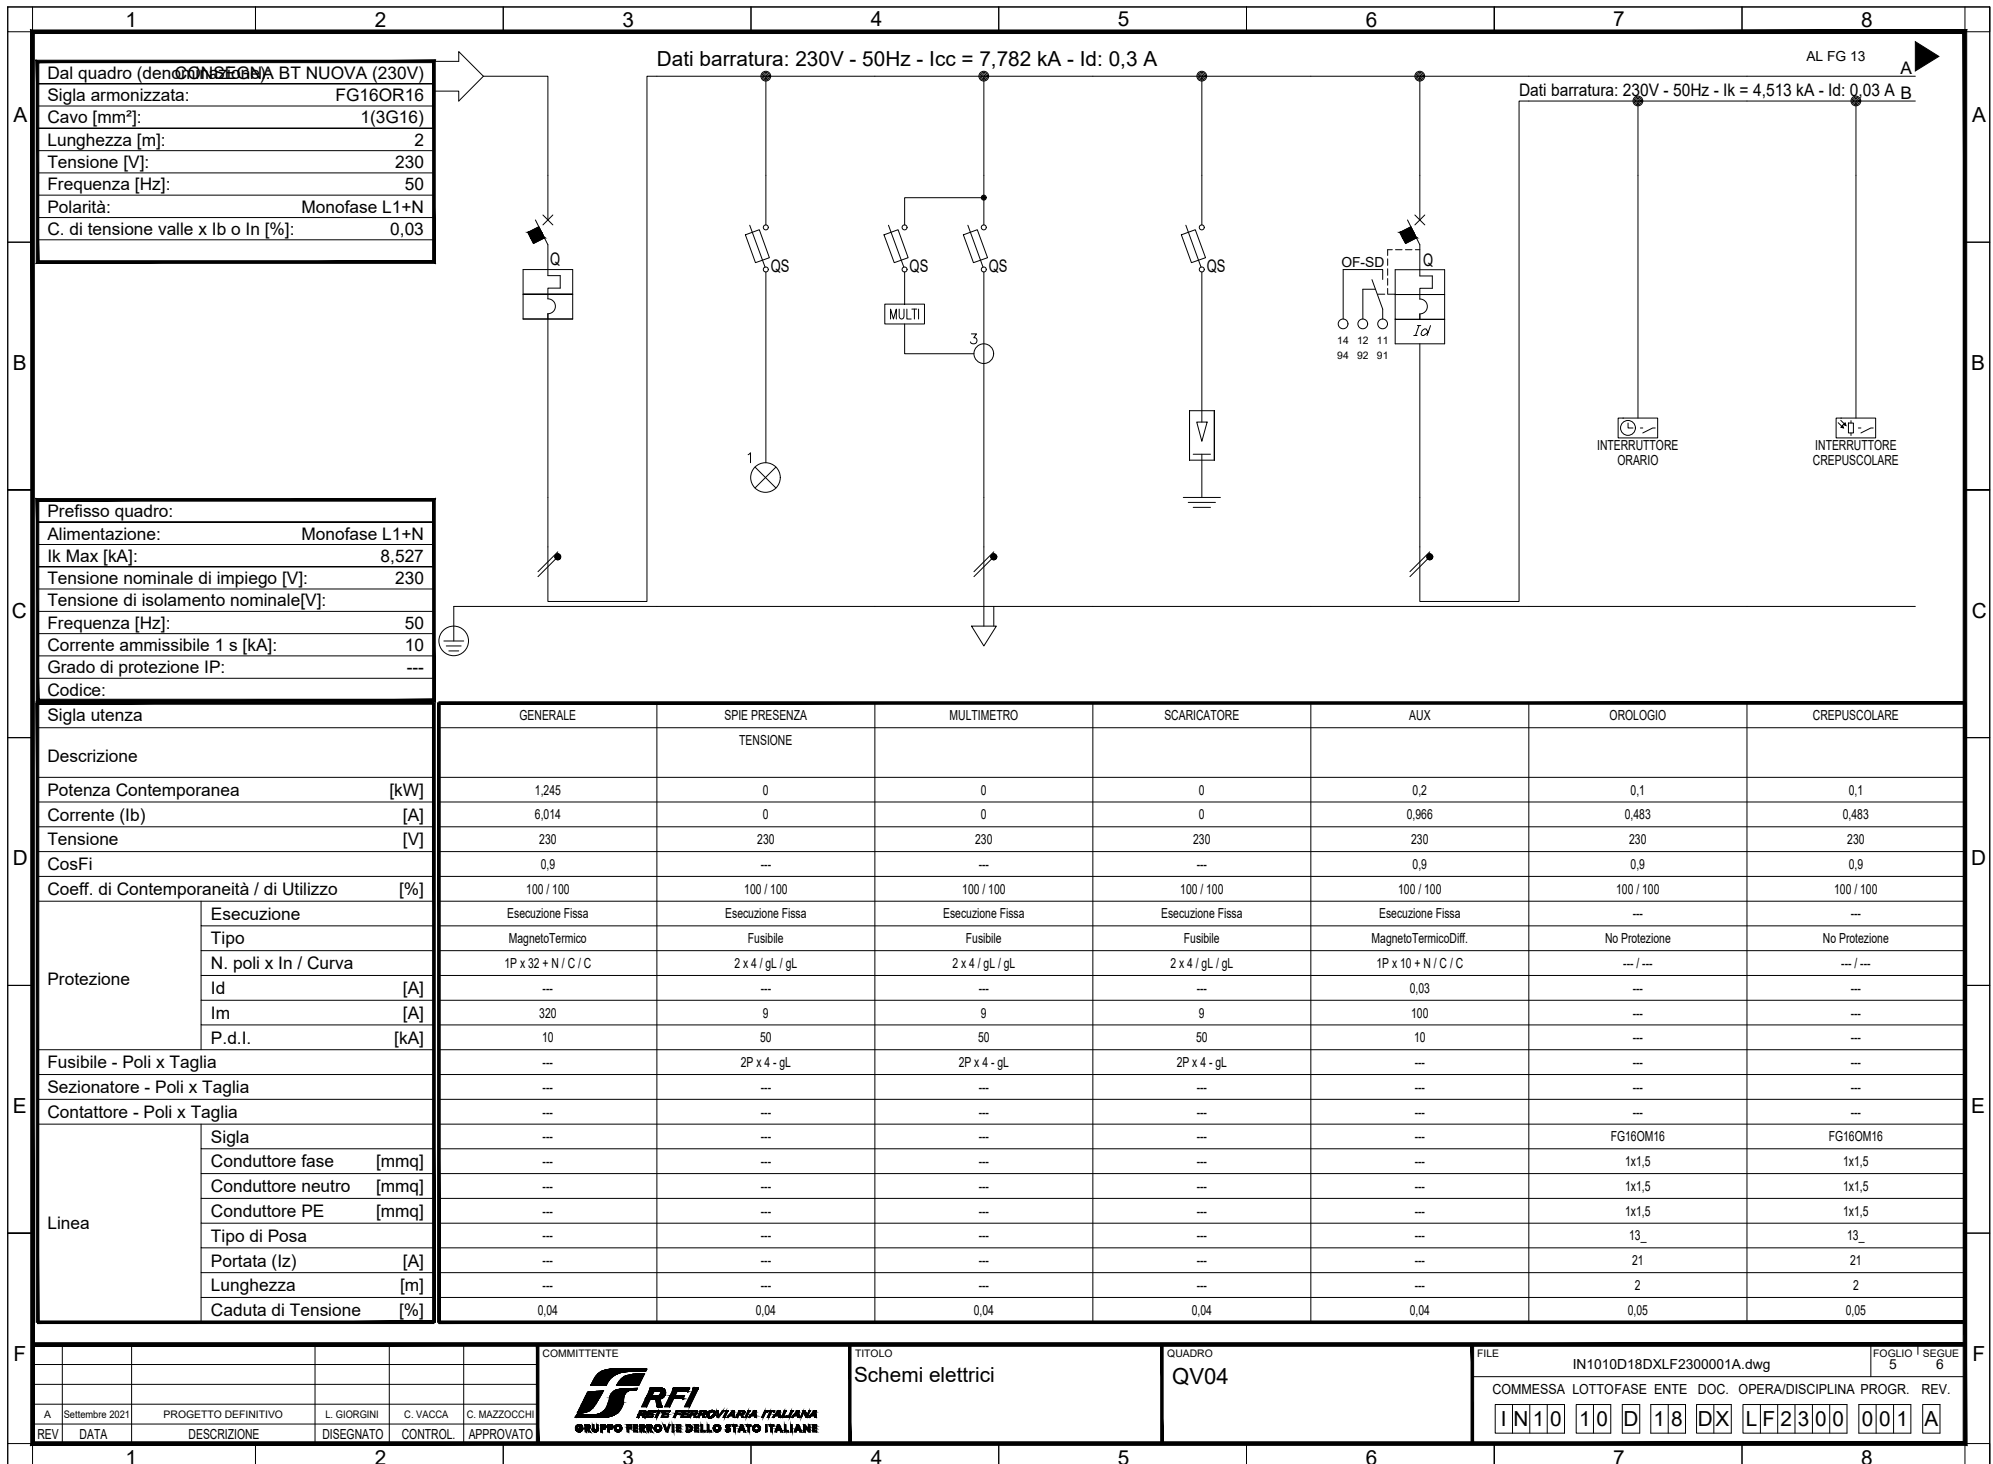 1 2 3 4 5 6 7 8
Dati barratura: 230V - 50Hz - Icc = 7,782 kA - Id: 0,3 A
AL FG 13
A
Dati barratura: 230V - 50Hz - Ik = 4,513 kA - Id: 0,03 A B
Dal quadro (denominazione): CONSEGNA BT NUOVA (230V)
Sigla armonizzata: FG16OR16
Cavo [mm²]: 1(3G16)
Lunghezza [m]: 2
Tensione [V]: 230
Frequenza [Hz]: 50
Polarità: Monofase L1+N
C. di tensione valle x Ib o In [%]: 0,03
A A
Q QS QS QS QS OF-SD Q
MULTI
3
Id
14 12 11
94 92 91
B B
1
INTERRUTTORE ORARIO
INTERRUTTORE CREPUSCOLARE
Prefisso quadro:
Alimentazione: Monofase L1+N
Ik Max [kA]: 8,527
Tensione nominale di impiego [V]: 230
Tensione di isolamento nominale[V]:
Frequenza [Hz]: 50
Corrente ammissibile 1 s [kA]: 10
Grado di protezione IP: ---
Codice:
C C
Sigla utenza GENERALE SPIE PRESENZA MULTIMETRO SCARICATORE AUX OROLOGIO CREPUSCOLARE
Descrizione TENSIONE
Potenza Contemporanea [kW] 1,245 0 0 0 0,2 0,1 0,1
Corrente (Ib) [A] 6,014 0 0 0 0,966 0,483 0,483
Tensione [V] 230 230 230 230 230 230 230
D CosFi 0,9 --- --- --- 0,9 0,9 0,9 D
Coeff. di Contemporaneità / di Utilizzo [%] 100 / 100 100 / 100 100 / 100 100 / 100 100 / 100 100 / 100 100 / 100
Protezione
Esecuzione Esecuzione Fissa Esecuzione Fissa Esecuzione Fissa Esecuzione Fissa Esecuzione Fissa --- ---
Tipo MagnetoTermico Fusibile Fusibile Fusibile MagnetoTermicoDiff. No Protezione No Protezione
N. poli x In / Curva 1P x 32 + N / C / C 2 x 4 / gL / gL 2 x 4 / gL / gL 2 x 4 / gL / gL 1P x 10 + N / C / C --- / --- --- / ---
Id [A] --- --- --- --- 0,03 --- ---
Im [A] 320 9 9 9 100 --- ---
P.d.I. [kA] 10 50 50 50 10 --- ---
Fusibile - Poli x Taglia --- 2P x 4 - gL 2P x 4 - gL 2P x 4 - gL --- --- ---
Sezionatore - Poli x Taglia --- --- --- --- --- --- ---
E Contattore - Poli x Taglia --- --- --- --- --- --- --- E
Linea
Sigla --- --- --- --- --- FG16OM16 FG16OM16
Conduttore fase [mmq] --- --- --- --- --- 1x1,5 1x1,5
Conduttore neutro [mmq] --- --- --- --- --- 1x1,5 1x1,5
Conduttore PE [mmq] --- --- --- --- --- 1x1,5 1x1,5
Tipo di Posa --- --- --- --- --- 13_ 13_
Portata (Iz) [A] --- --- --- --- --- 21 21
Lunghezza [m] --- --- --- --- --- 2 2
Caduta di Tensione [%] 0,04 0,04 0,04 0,04 0,04 0,05 0,05
F F
A Settembre 2021 PROGETTO DEFINITIVO L. GIORGINI C. VACCA C. MAZZOCCHI
REV DATA DESCRIZIONE DISEGNATO CONTROL. APPROVATO
COMMITTENTE
RFI
RETE FERROVIARIA ITALIANA
GRUPPO FERROVIE DELLO STATO ITALIANE
TITOLO
Schemi elettrici
QUADRO
QV04
FILE
IN1010D18DXLF2300001A.dwg
FOGLIO SEGUE
5 6
COMMESSA LOTTO FASE ENTE DOC. OPERA/DISCIPLINA PROGR. REV.
IN10 10 D 18 DX LF2300 001 A
1 2 3 4 5 6 7 8